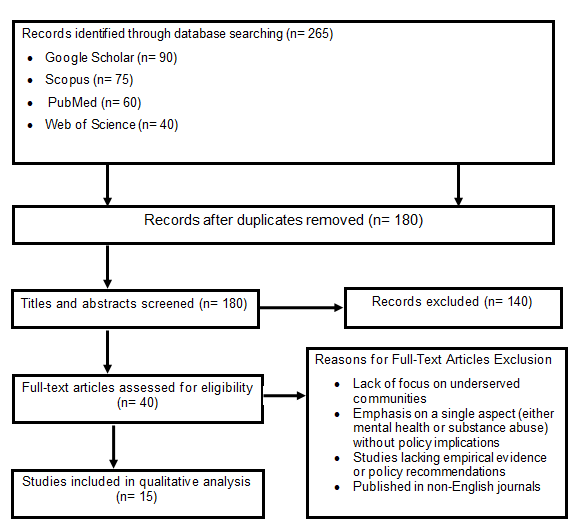 Records identified through database searching (n= 265)
• Google Scholar (n= 90)
• Scopus (n= 75)
• PubMed (n= 60)
• Web of Science (n= 40)
Records after duplicates removed (n= 180)
Titles and abstracts screened (n= 180)
Records excluded (n= 140)
Full-text articles assessed for eligibility
(n= 40)
Reasons for Full-Text Articles Exclusion
• Lack of focus on underserved
communities
• Emphasis on a single aspect (either
mental health or substance abuse)
without policy implications
• Studies lacking empirical evidence
or policy recommendations
• Published in non-English journals
Studies included in qualitative analysis
(n= 15)